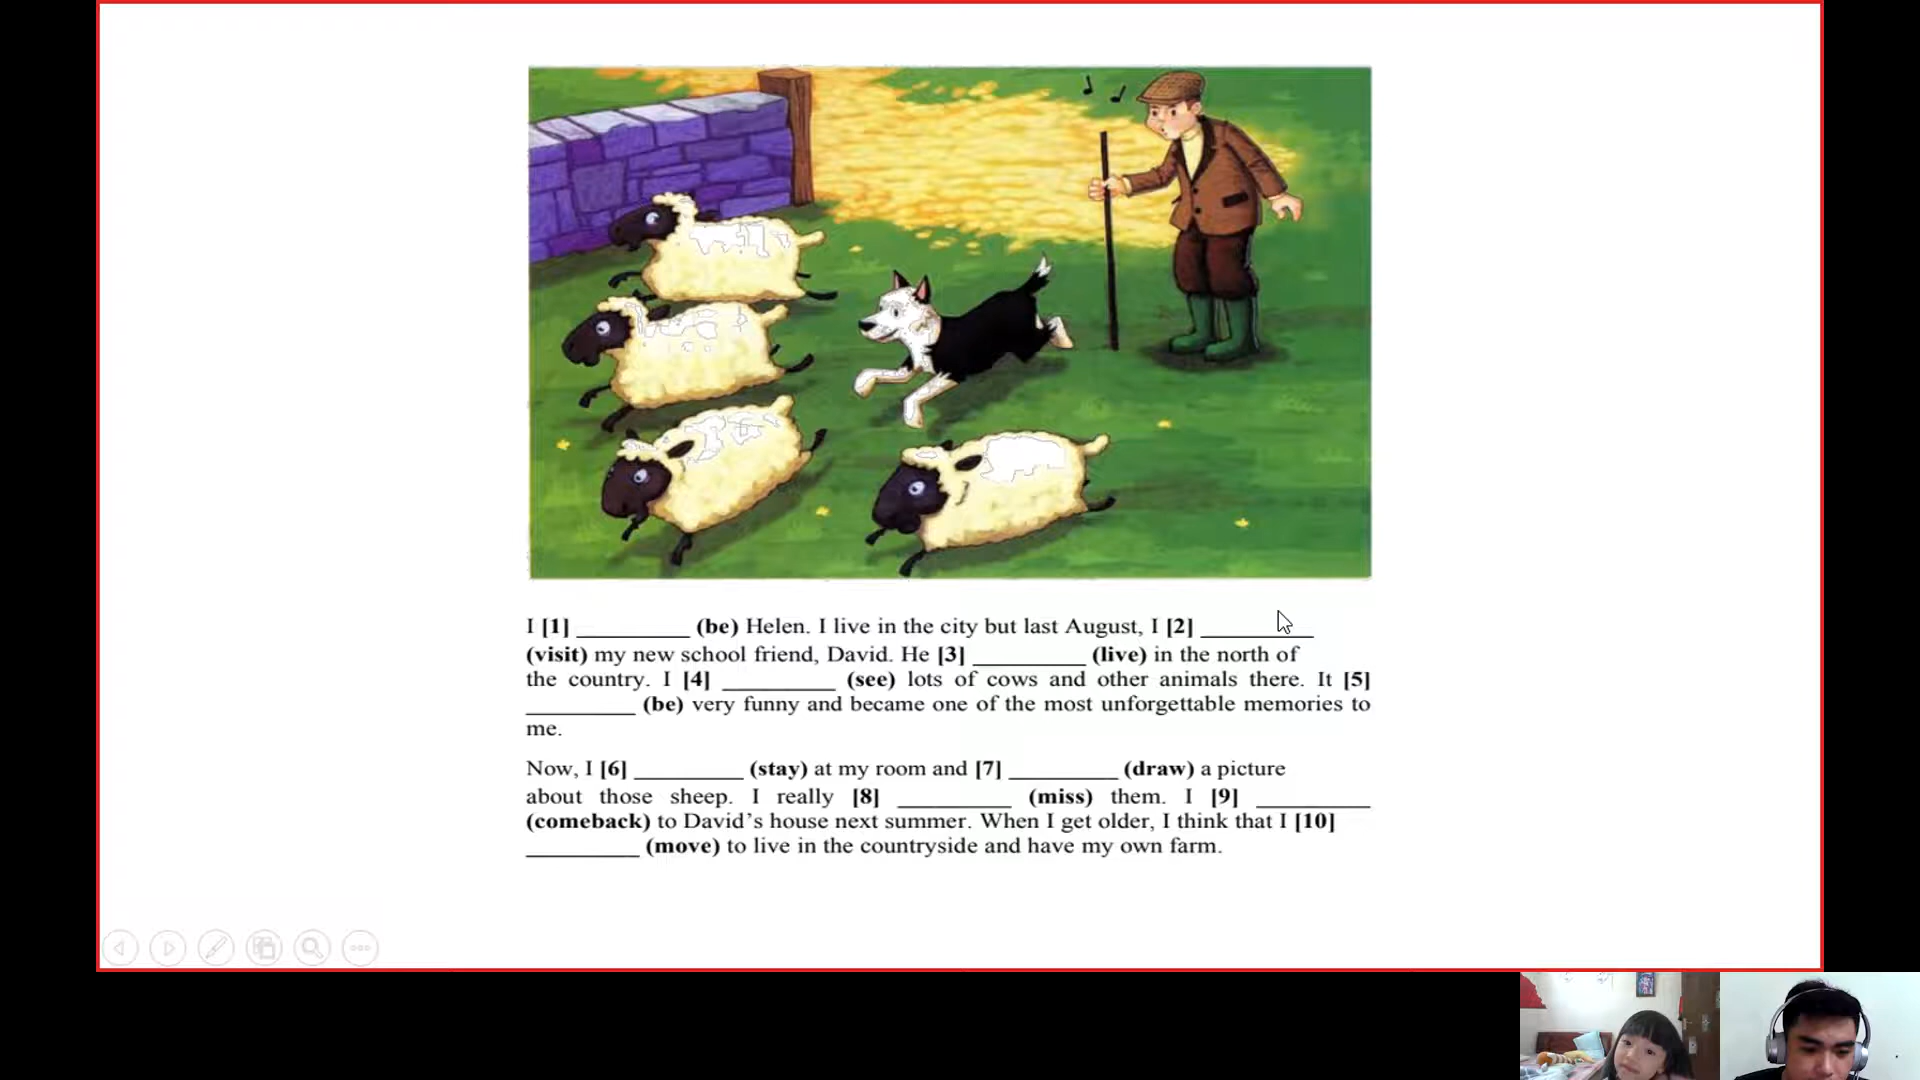 I [1] __________ (be) Helen. I live in the city but last August, I [2] __________
(visit) my new school friend, David. He [3] __________ (live) in the north of
the country. I [4] __________ (see) lots of cows and other animals there. It [5]
__________ (be) very funny and became one of the most unforgettable memories to
me.
Now, I [6] __________ (stay) at my room and [7] __________ (draw) a picture
about those sheep. I really [8] __________ (miss) them. I [9] __________
(comeback) to David’s house next summer. When I get older, I think that I [10]
__________ (move) to live in the countryside and have my own farm.